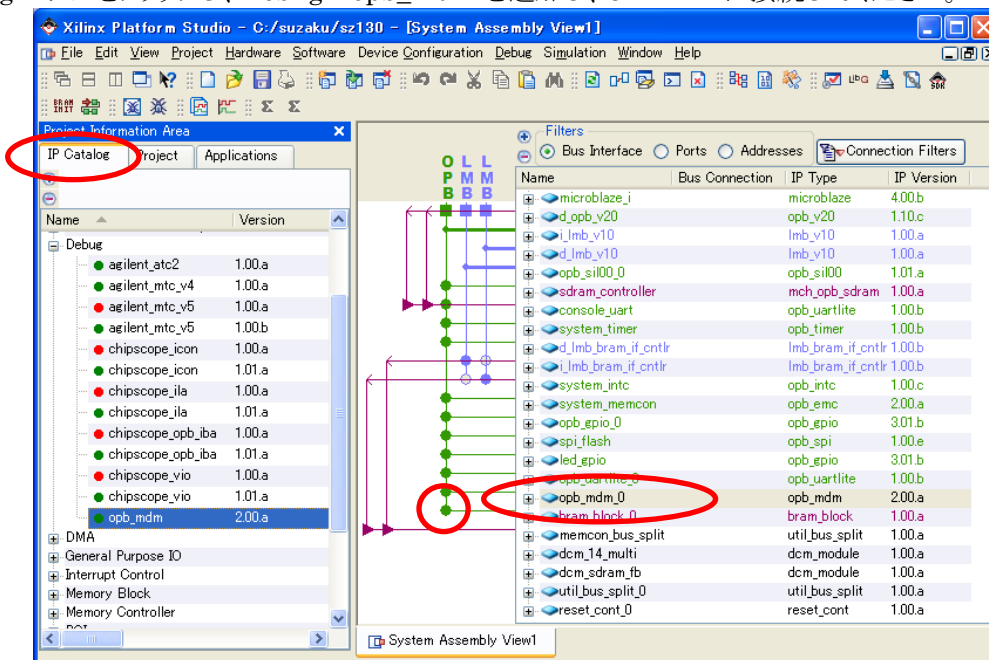 Xilinx Platform Studio - C:/suzaku/sz130 - [System Assembly View1]
File Edit View Project Hardware Software Device Configuration Debug Simulation Window Help
Project Information Area
IP Catalog Project Applications
Name Version
Debug
agilent_atc2 1.00.a
agilent_mtc_v4 1.00.a
agilent_mtc_v5 1.00.a
agilent_mtc_v5 1.00.b
chipscope_icon 1.00.a
chipscope_icon 1.01.a
chipscope_ila 1.00.a
chipscope_ila 1.01.a
chipscope_opb_iba 1.00.a
chipscope_opb_iba 1.01.a
chipscope_vio 1.00.a
chipscope_vio 1.01.a
opb_mdm 2.00.a
DMA
General Purpose IO
Interrupt Control
Memory Block
Memory Controller
OPB LMB LMB
Filters
Bus Interface Ports Addresses Connection Filters
Name Bus Connection IP Type IP Version
microblaze_i microblaze 4.00.b
d_opb_v20 opb_v20 1.10.c
i_lmb_v10 lmb_v10 1.00.a
d_lmb_v10 lmb_v10 1.00.a
opb_sil00_0 opb_sil00 1.01.a
sdram_controller mch_opb_sdram 1.00.a
console_uart opb_uartlite 1.00.b
system_timer opb_timer 1.00.b
d_lmb_bram_if_cntlr lmb_bram_if_cntlr 1.00.b
i_lmb_bram_if_cntlr lmb_bram_if_cntlr 1.00.b
system_intc opb_intc 1.00.c
system_memcon opb_emc 2.00.a
opb_gpio_0 opb_gpio 3.01.b
spi_flash opb_spi 1.00.e
led_gpio opb_gpio 3.01.b
opb_uartlite_0 opb_uartlite 1.00.b
opb_mdm_0 opb_mdm 2.00.a
bram_block_0 bram_block 1.00.a
memcon_bus_split util_bus_split 1.00.a
dcm_14_multi dcm_module 1.00.a
dcm_sdram_fb dcm_module 1.00.a
util_bus_split_0 util_bus_split 1.00.a
reset_cont_0 reset_cont 1.00.a
System Assembly View1